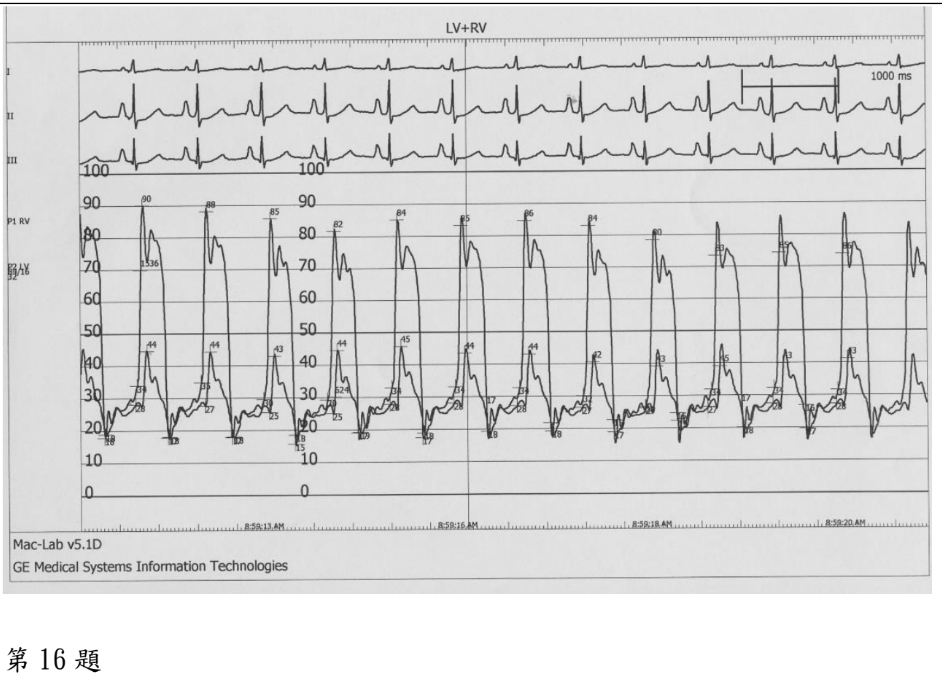 LV+RV
I
1000 ms
II
III
100 100
P1 RV
90 90
90 88 85 82 84 85 86 84 80 83 85 86
80 80
P2 LV
1536
70 70
60 60
50 50
44 44 43 44 45 44 44 42 43 45 43 43
40 40
30 30
20 20
10 10
0 0
8:59:13 AM 8:59:16 AM 8:59:18 AM 8:59:20 AM
Mac-Lab v5.1D
GE Medical Systems Information Technologies
第 16 題